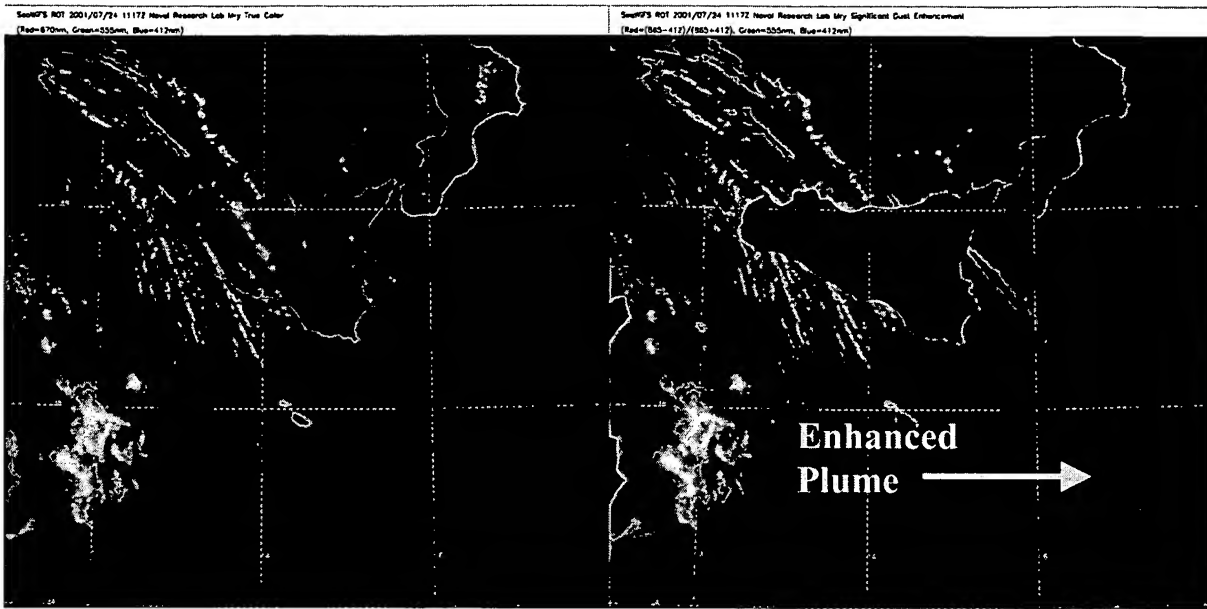 SeaWiFS ROT 2001/07/24 1117Z Naval Research Lab Mry True Color
(Red=670nm, Green=555nm, Blue=412nm)
SeaWiFS ROT 2001/07/24 1117Z Naval Research Lab Mry Significant Dust Enhancement
(Red=(865-412)/(865+412), Green=555nm, Blue=412nm)
Enhanced
Plume